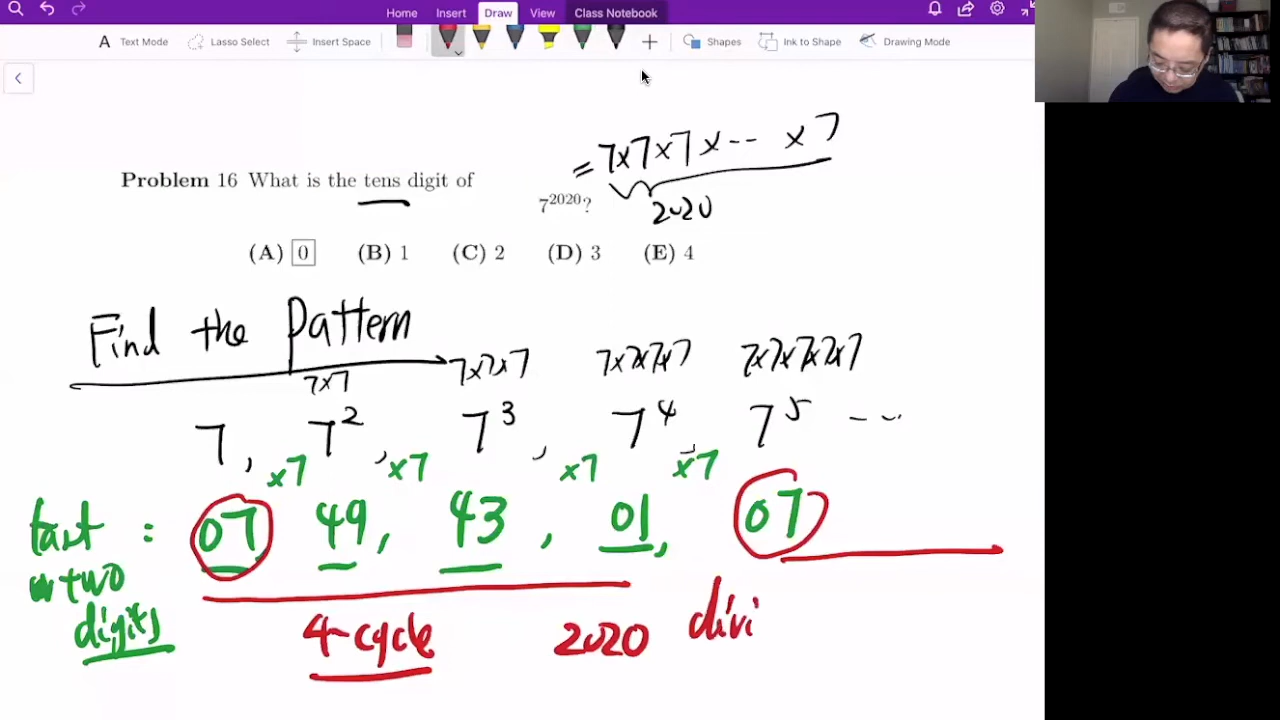 Home Insert Draw View Class Notebook
A Text Mode Lasso Select Insert Space + Shapes Ink to Shape Drawing Mode
= 7×7×7×-- ×7
Problem 16 What is the tens digit of
7^2020?
2020
(A) 0 (B) 1 (C) 2 (D) 3 (E) 4
Find the Pattern
7×7 7×7×7 7×7×7×7 7×7×7×7×7
7, 7^2, 7^3, 7^4, 7^5 ---
×7 ×7 ×7 ×7
last : 07 49, 43, 01, 07
two
digits
4-cycle 2020 divi